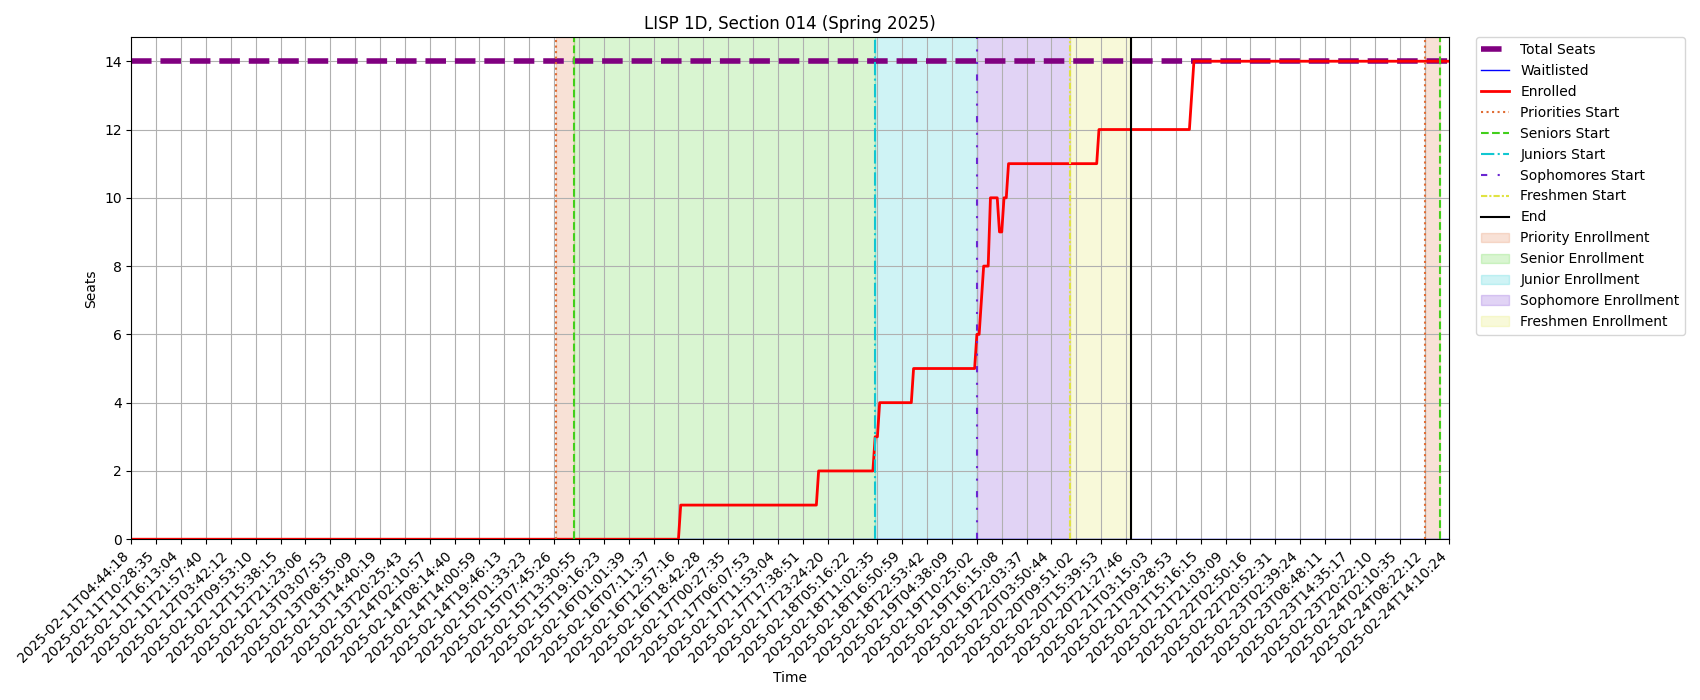 LISP 1D, Section 014 (Spring 2025)
Total Seats
Waitlisted
Enrolled
Priorities Start
Seniors Start
Juniors Start
Sophomores Start
Freshmen Start
End
Priority Enrollment
Senior Enrollment
Junior Enrollment
Sophomore Enrollment
Freshmen Enrollment
Seats
14
12
10
8
6
4
2
0
2025-02-11T04:44:18
2025-02-11T10:28:35
2025-02-11T16:13:04
2025-02-11T21:57:40
2025-02-12T03:42:12
2025-02-12T09:53:10
2025-02-12T15:38:15
2025-02-12T21:23:06
2025-02-13T03:07:53
2025-02-13T08:55:09
2025-02-13T14:40:19
2025-02-13T20:25:43
2025-02-14T02:10:57
2025-02-14T08:14:40
2025-02-14T14:00:59
2025-02-14T19:46:13
2025-02-15T01:33:23
2025-02-15T07:45:26
2025-02-15T13:30:55
2025-02-15T19:16:23
2025-02-16T01:01:39
2025-02-16T07:11:37
2025-02-16T12:57:16
2025-02-16T18:42:28
2025-02-17T00:27:35
2025-02-17T06:07:53
2025-02-17T11:53:04
2025-02-17T17:38:51
2025-02-17T23:24:20
2025-02-18T05:16:22
2025-02-18T11:02:35
2025-02-18T16:50:59
2025-02-18T22:53:42
2025-02-19T04:38:09
2025-02-19T10:25:02
2025-02-19T16:15:08
2025-02-19T22:03:37
2025-02-20T03:50:44
2025-02-20T09:51:02
2025-02-20T15:39:53
2025-02-20T21:27:46
2025-02-21T03:15:03
2025-02-21T09:28:53
2025-02-21T15:16:15
2025-02-21T21:03:09
2025-02-22T02:50:16
2025-02-22T20:52:31
2025-02-23T02:39:24
2025-02-23T08:48:11
2025-02-23T14:35:17
2025-02-23T20:22:10
2025-02-24T02:10:35
2025-02-24T08:22:12
2025-02-24T14:10:24
Time